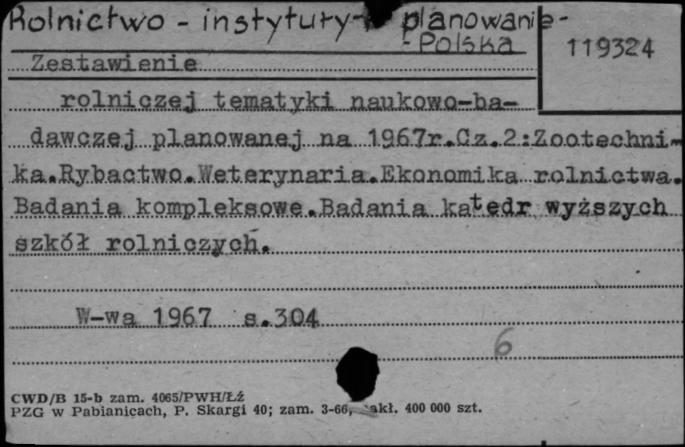 Rolnictwo - instytuty - planowanie -
- Polska
119324
Zestawienie
rolniczej tematyki naukowo-ba-
dawczej planowanej na 1967r.Cz.2:Zootechni-
ka.Rybactwo.Weterynaria.Ekonomika rolnictwa.
Badania kompleksowe.Badania katedr wyższych
szkół rolniczych.
W-wa 1967 s.304
6
CWD/B 15-b zam. 4065/PWH/Łź
PZG w Pabianicach, P. Skargi 40; zam. 3-66, akł. 400 000 szt.